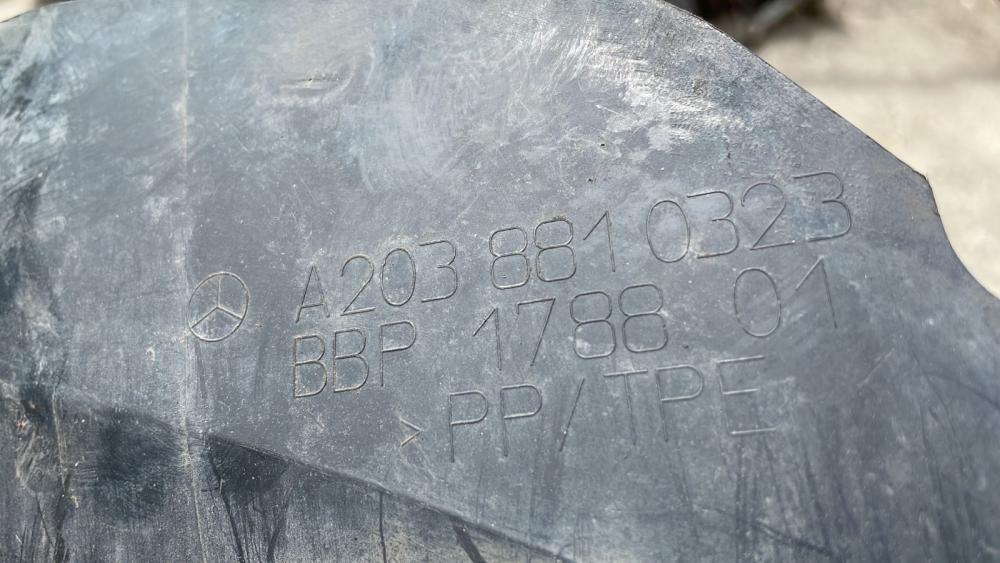 A203 881 0323
BBP 1788 01
> PP/TPE